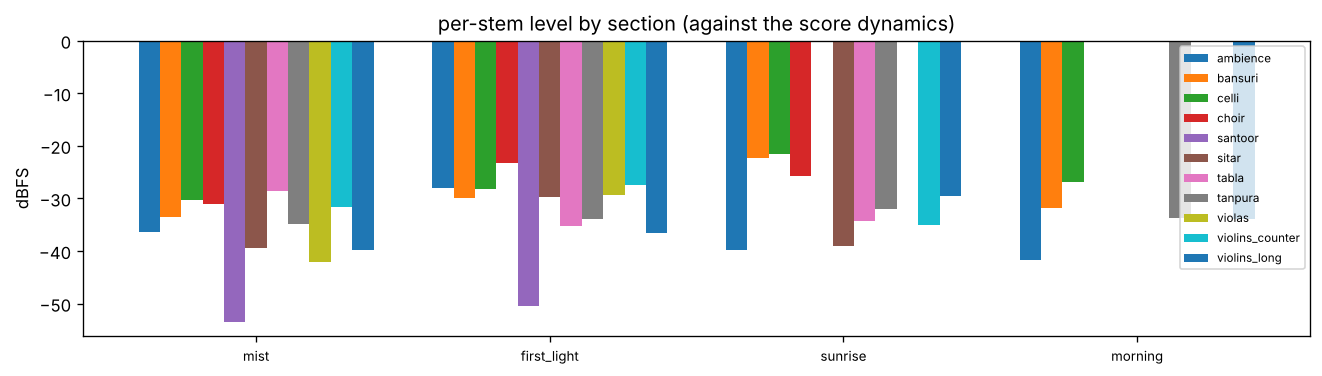 per-stem level by section (against the score dynamics)
dBFS
0
−10
−20
−30
−40
−50
mist
first_light
sunrise
morning
ambience
bansuri
celli
choir
santoor
sitar
tabla
tanpura
violas
violins_counter
violins_long